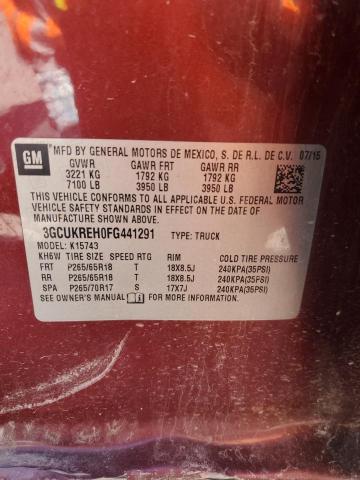 GM
MFD BY GENERAL MOTORS DE MEXICO, S. DE R.L. DE C.V. 07/15
GVWR GAWR FRT GAWR RR
3221 KG 1792 KG 1792 KG
7100 LB 3950 LB 3950 LB
THIS VEHICLE CONFORMS TO ALL APPLICABLE U.S. FEDERAL MOTOR
VEHICLE SAFETY AND THEFT PREVENTION STANDARDS IN EFFECT ON THE DATE OF
MANUFACTURE SHOWN ABOVE.
3GCUKREH0FG441291 TYPE: TRUCK
MODEL: K15743
KH6W TIRE SIZE SPEED RTG RIM COLD TIRE PRESSURE
FRT P265/65R18 T 18X8.5J 240KPA(35PSI)
RR P265/65R18 T 18X8.5J 240KPA(35PSI)
SPA P265/70R17 S 17X7J 240KPA(35PSI)
SEE OWNER'S MANUAL FOR MORE INFORMATION.